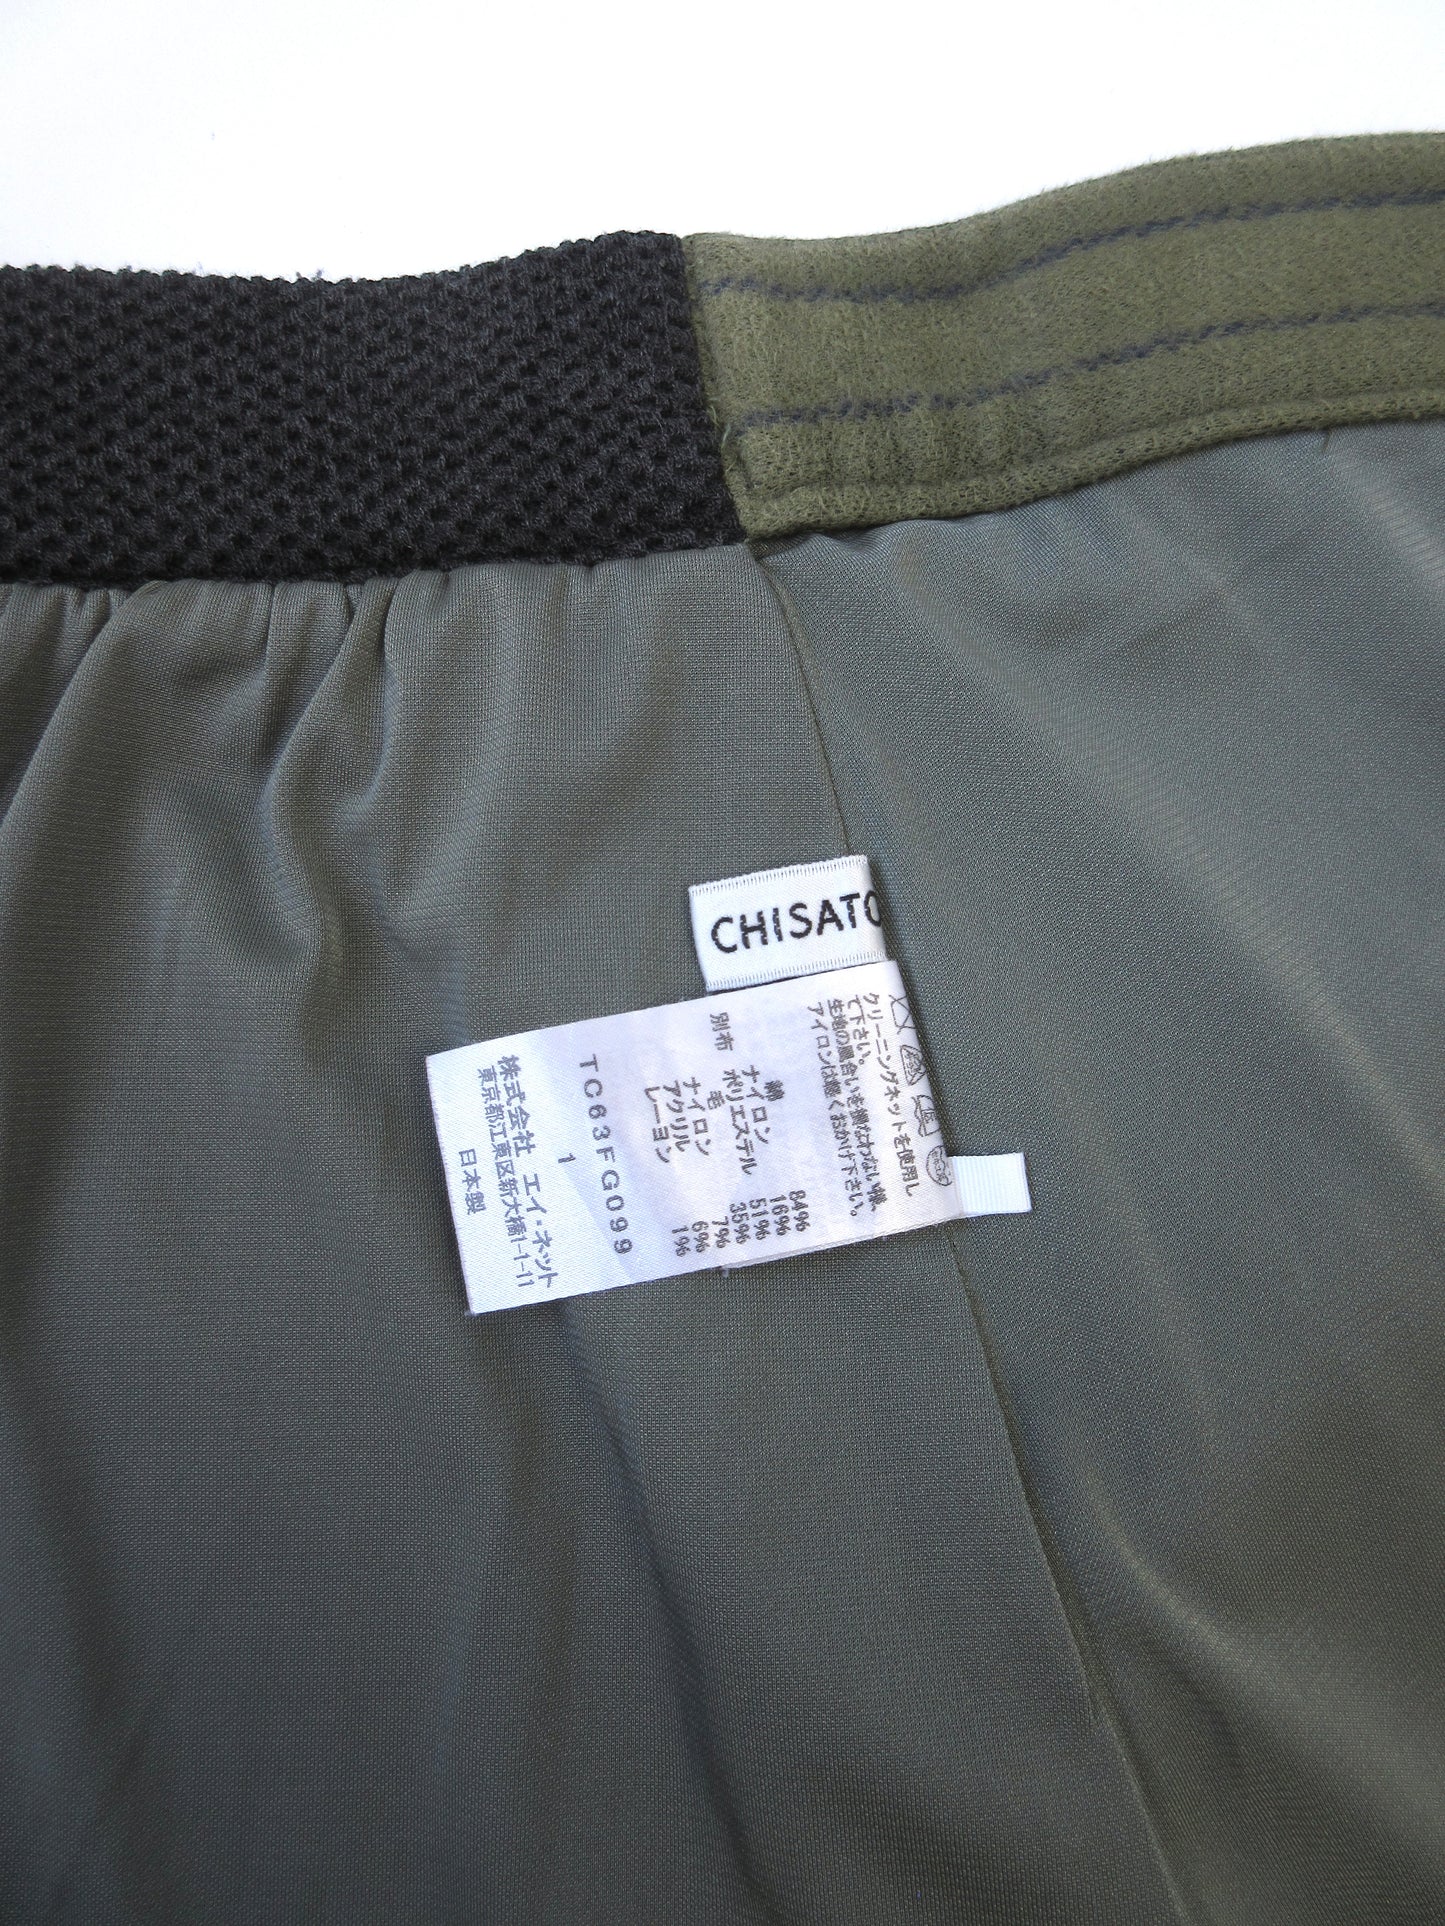 CHISATO
クリーニングネットを使用し
て下さい。
生地の風合いを損なわない様、
アイロンは軽くおかけ下さい。
綿 84%
ナイロン 16%
別布 ポリエステル 51%
毛 35%
ナイロン 7%
アクリル 6%
レーヨン 1%
TC63FG099
1
株式会社 エイ・ネット
東京都江東区新大橋1-1-11
日本製